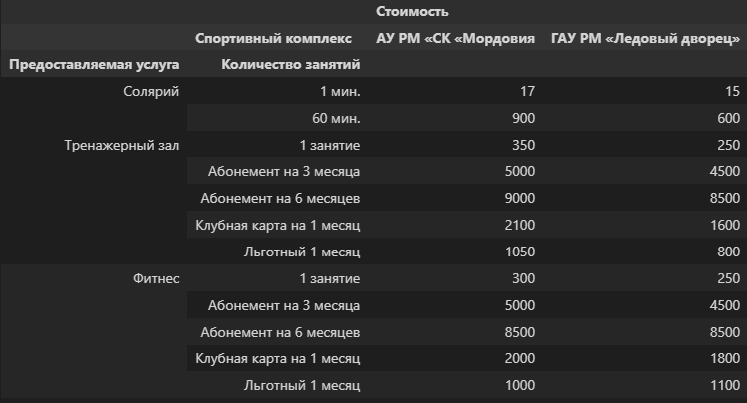 Стоимость
Спортивный комплекс АУ РМ «СК «Мордовия ГАУ РМ «Ледовый дворец»
Предоставляемая услуга Количество занятий
Солярий 1 мин. 17 15
60 мин. 900 600
Тренажерный зал 1 занятие 350 250
Абонемент на 3 месяца 5000 4500
Абонемент на 6 месяцев 9000 8500
Клубная карта на 1 месяц 2100 1600
Льготный 1 месяц 1050 800
Фитнес 1 занятие 300 250
Абонемент на 3 месяца 5000 4500
Абонемент на 6 месяцев 8500 8500
Клубная карта на 1 месяц 2000 1800
Льготный 1 месяц 1000 1100